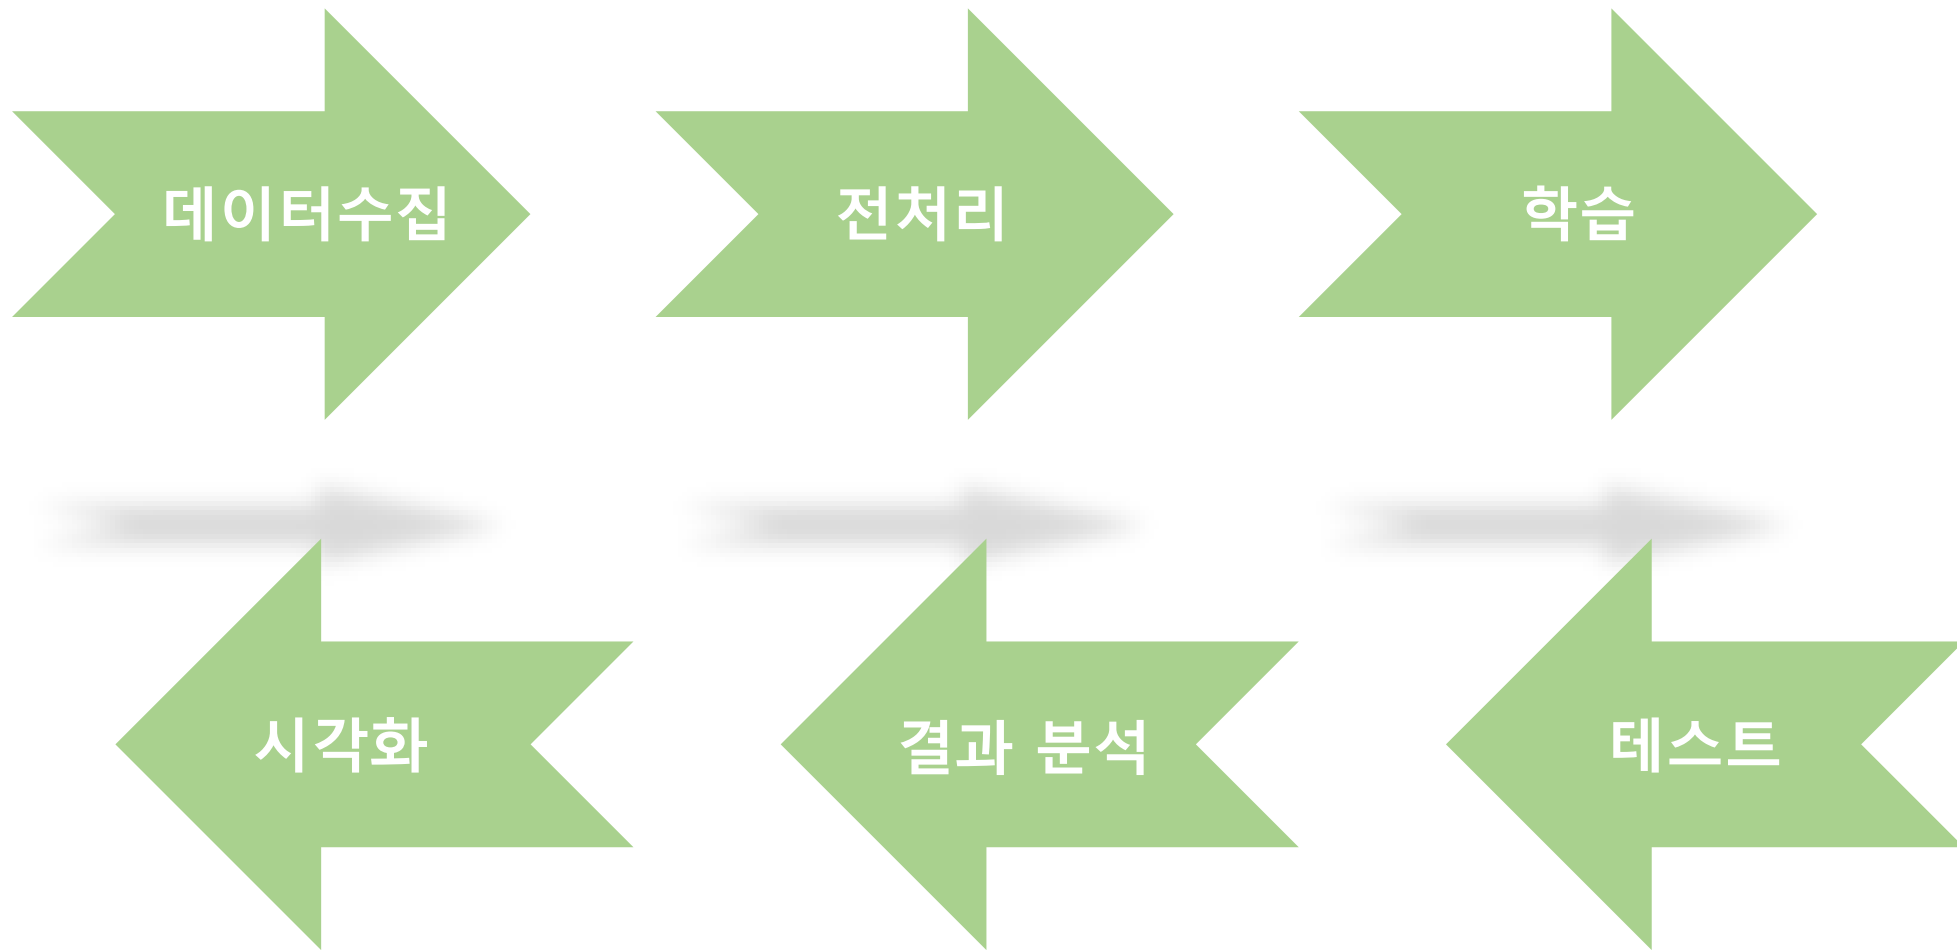 데이터수집
전처리
학습
시각화
결과 분석
테스트